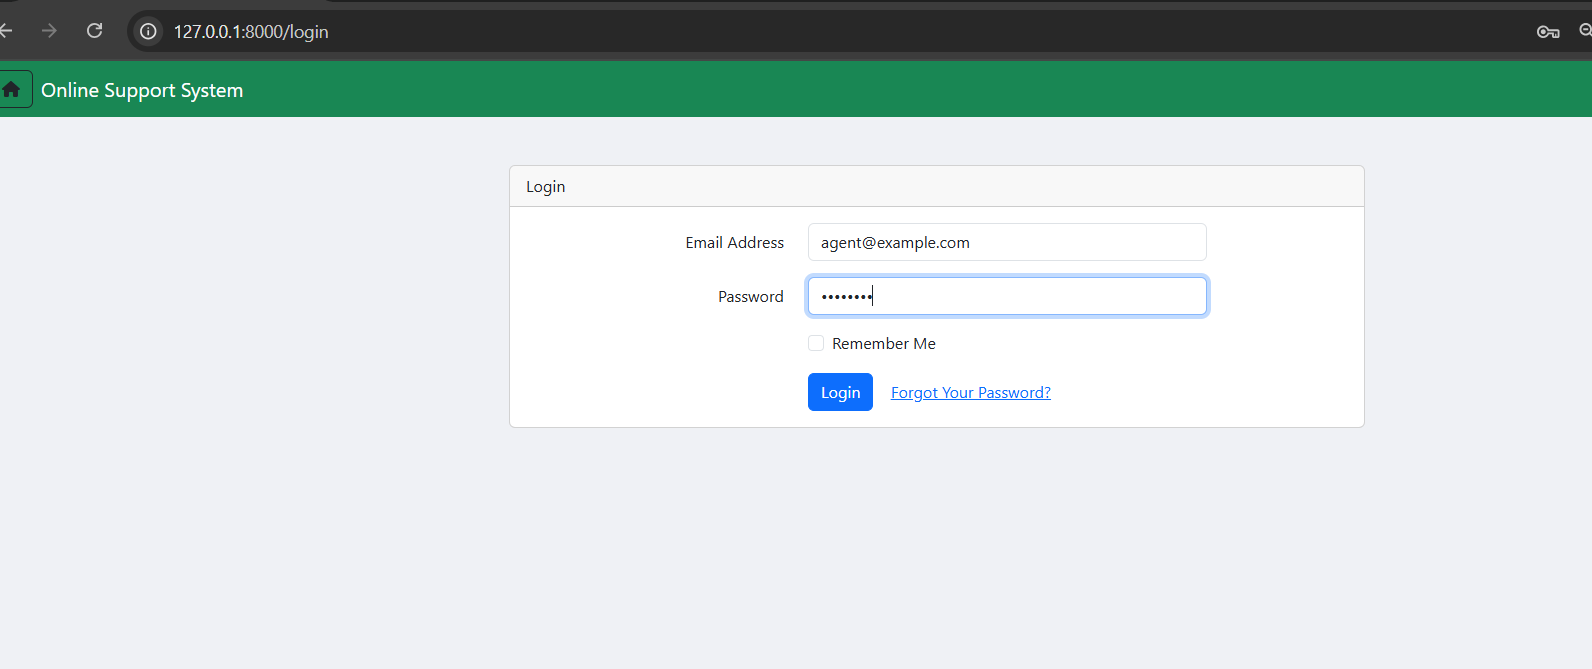 127.0.0.1:8000/login
Online Support System
Login
Email Address agent@example.com
Password ••••••••
Remember Me
Login Forgot Your Password?